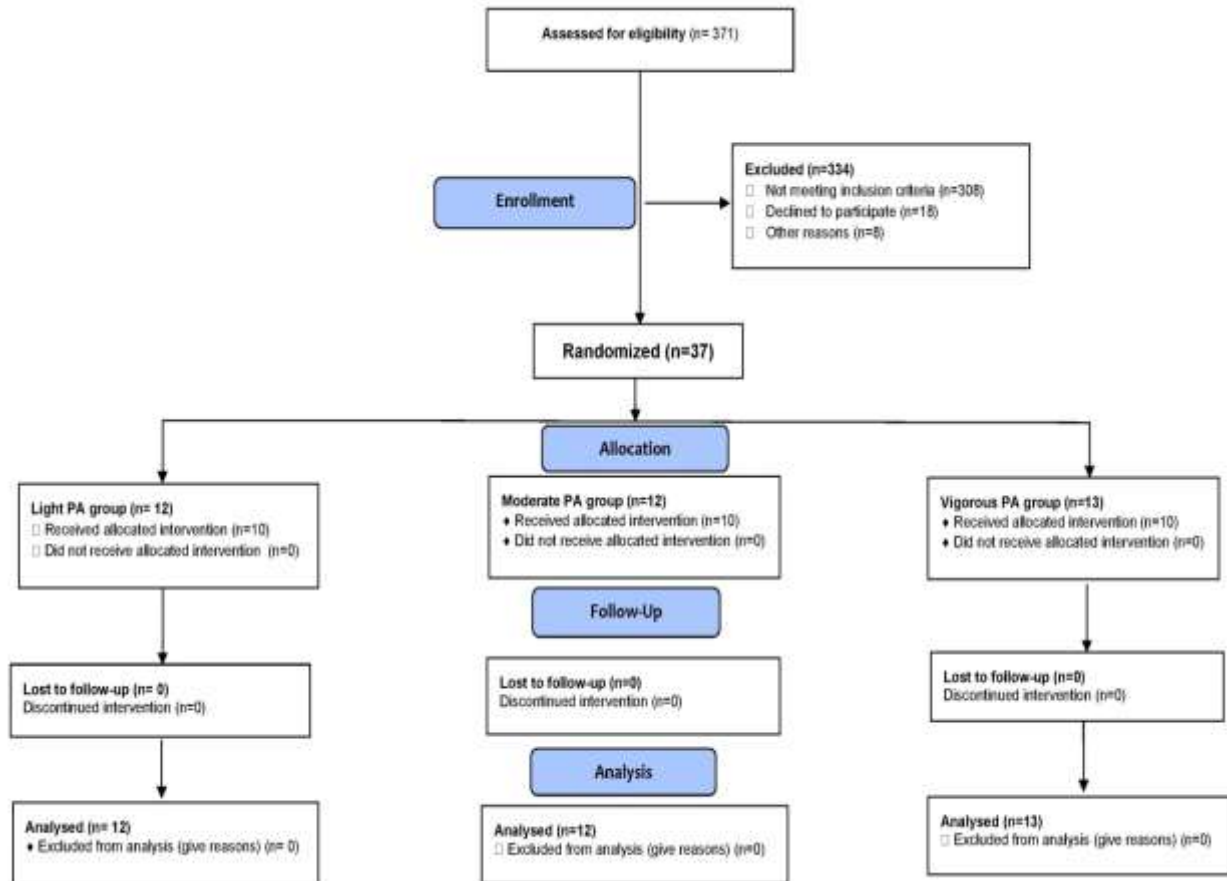 Assessed for eligibility (n= 371)
Enrollment
Excluded (n=334)
▯ Not meeting inclusion criteria (n=308)
▯ Declined to participate (n=18)
▯ Other reasons (n=8)
Randomized (n=37)
Allocation
Light PA group (n= 12)
▯ Received allocated intervention (n=10)
▯ Did not receive allocated intervention (n=0)
Moderate PA group (n=12)
♦ Received allocated intervention (n=10)
♦ Did not receive allocated intervention (n=0)
Vigorous PA group (n=13)
♦ Received allocated intervention (n=10)
♦ Did not receive allocated intervention (n=0)
Follow-Up
Lost to follow-up (n= 0)
Discontinued intervention (n=0)
Lost to follow-up (n=0)
Discontinued intervention (n=0)
Lost to follow-up (n=0)
Discontinued intervention (n=0)
Analysis
Analysed (n= 12)
♦ Excluded from analysis (give reasons) (n= 0)
Analysed (n=12)
▯ Excluded from analysis (give reasons) (n=0)
Analysed (n=13)
▯ Excluded from analysis (give reasons) (n=0)